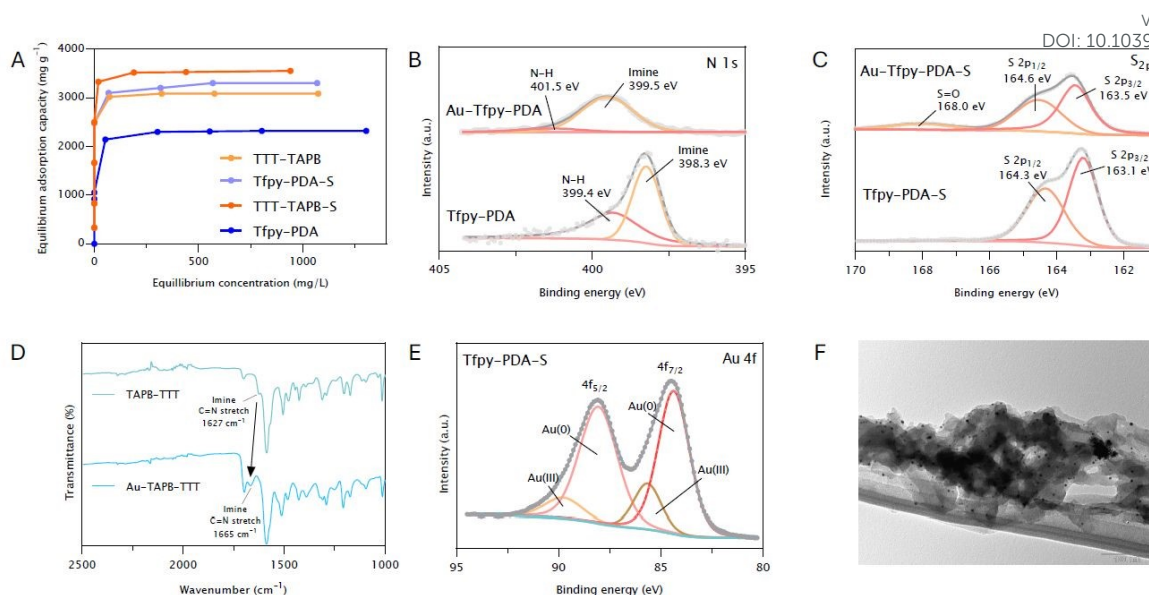 V
DOI: 10.1039
A
Equilibirum adsorption capacity (mg g⁻¹)
4000
3000
2000
1000
0
TTT-TAPB
Tfpy-PDA-S
TTT-TAPB-S
Tfpy-PDA
0
500
1000
Equillibrium concentration (mg/L)
B
N 1s
N-H
401.5 eV
Imine
399.5 eV
Au-Tfpy-PDA
Imine
398.3 eV
N-H
399.4 eV
Tfpy-PDA
Intensity (a.u.)
405
400
395
Binding energy (eV)
C
S 2p
Au-Tfpy-PDA-S
S 2p1/2
164.6 eV
S 2p3/2
163.5 eV
S=O
168.0 eV
S 2p1/2
164.3 eV
S 2p3/2
163.1 eV
Tfpy-PDA-S
Intensity (a.u.)
170
168
166
164
162
Binding energy (eV)
D
TAPB-TTT
Imine
C=N stretch
1627 cm⁻¹
Au-TAPB-TTT
Imine
C=N stretch
1665 cm⁻¹
Transmittance (%)
2500
2000
1500
1000
Wavenumber (cm⁻¹)
E
Tfpy-PDA-S
Au 4f
4f5/2
4f7/2
Au(0)
Au(0)
Au(III)
Au(III)
Intensity (a.u.)
95
90
85
80
Binding energy (eV)
F